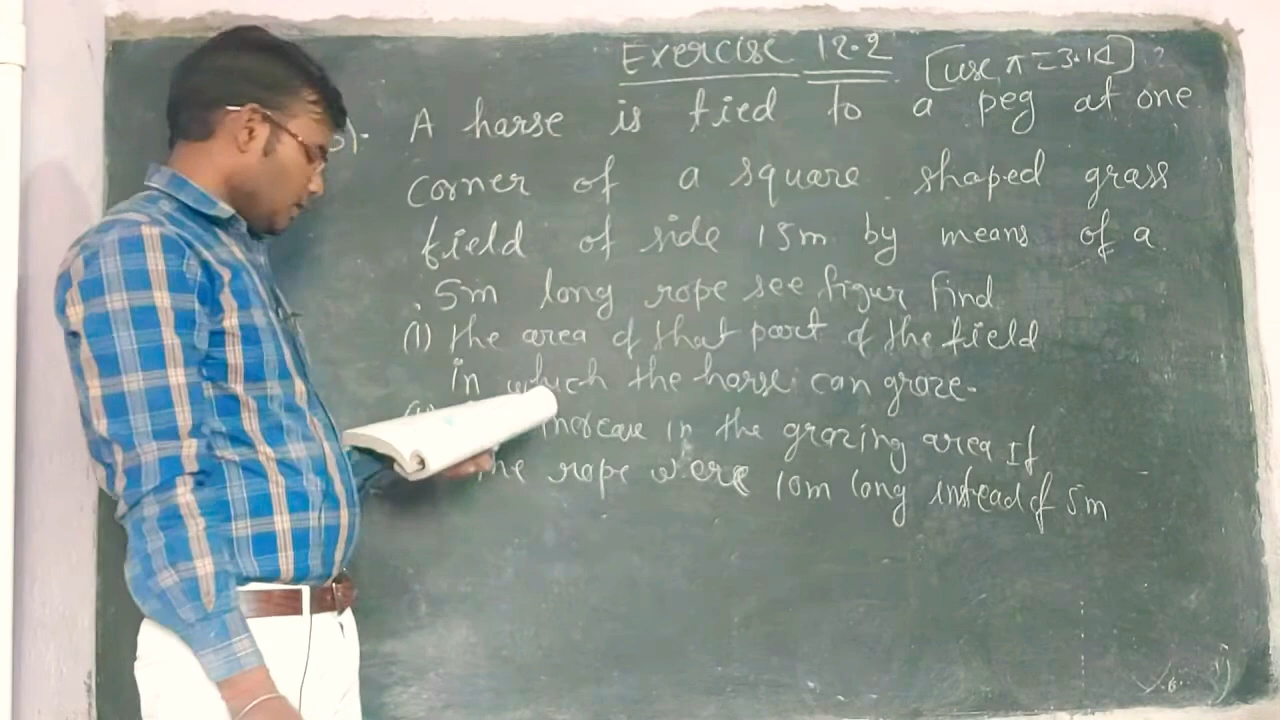 Exercise 12.2 [use π = 3.14]
A harse is tied to a peg at one
corner of a square shaped grass
field of side 15m by means of a
5m long rope see figur Find
(i) the area of that part of the field
in which the horse can graze.
increase in the grazing area If
the rope were 10m long instead of 5m